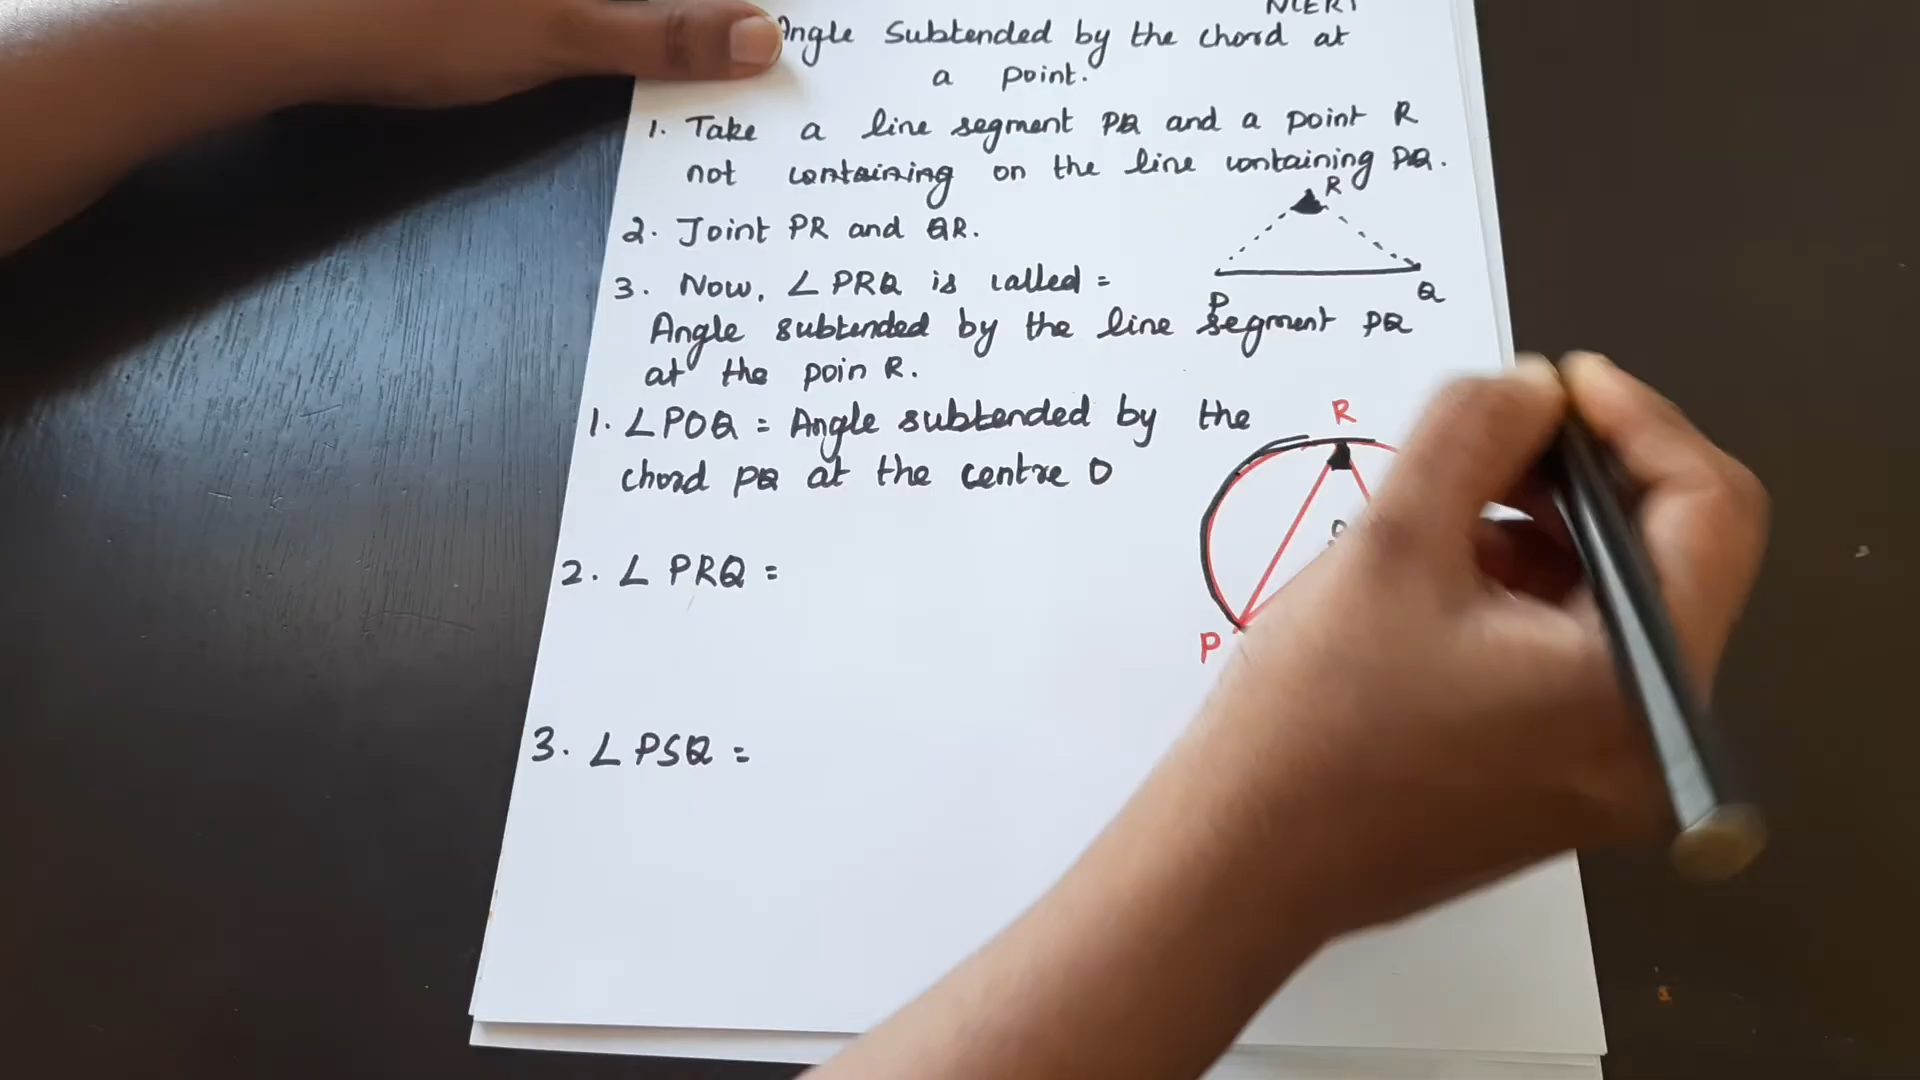 NCERT
Angle Subtended by the chord at
a point.
1. Take a line segment PQ and a point R
not containing on the line containing PQ.
R
2. Joint PR and QR.
3. Now, ∠ PRQ is called =
P Q
Angle subtended by the line segment PQ
at the poin R.
1. ∠POQ = Angle subtended by the
R
chord PQ at the centre O
O
2. ∠ PRQ =
P
3. ∠ PSQ =